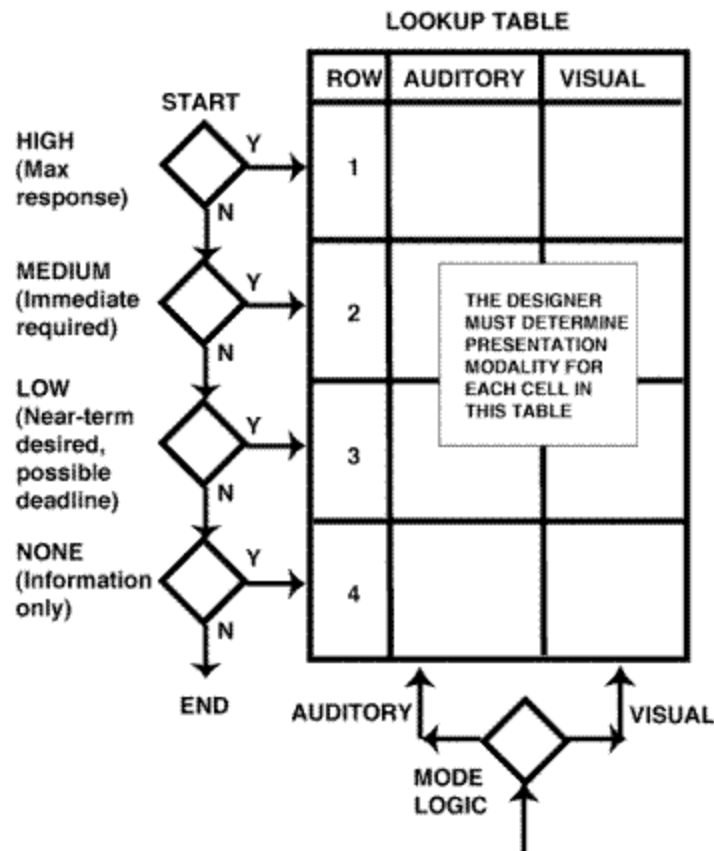 LOOKUP TABLE
ROW AUDITORY VISUAL
START
HIGH
(Max
response)
Y
N
1
MEDIUM
(Immediate
required)
Y
N
2
THE DESIGNER
MUST DETERMINE
PRESENTATION
MODALITY FOR
EACH CELL IN
THIS TABLE
LOW
(Near-term
desired,
possible
deadline)
Y
N
3
NONE
(Information
only)
Y
N
4
END
AUDITORY
VISUAL
MODE
LOGIC